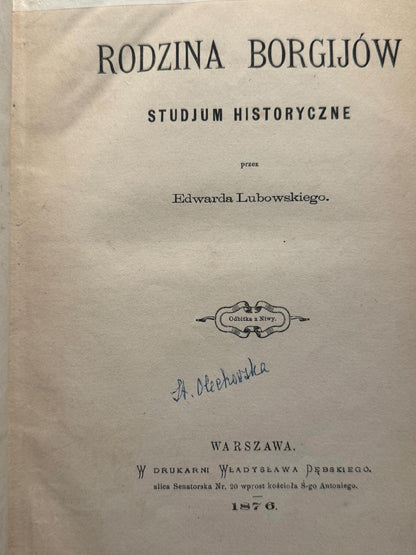 RODZINA BORGIJÓW
STUDJUM HISTORYCZNE
przez
Edwarda Lubowskiego.
Odbitka z Niwy.
St. Olechowska
WARSZAWA.
W DRUKARNI WŁADYSŁAWA DĘBSKIEGO,
ulica Senatorska Nr. 20 wprost kościoła Ś-go Antoniego.
1876.